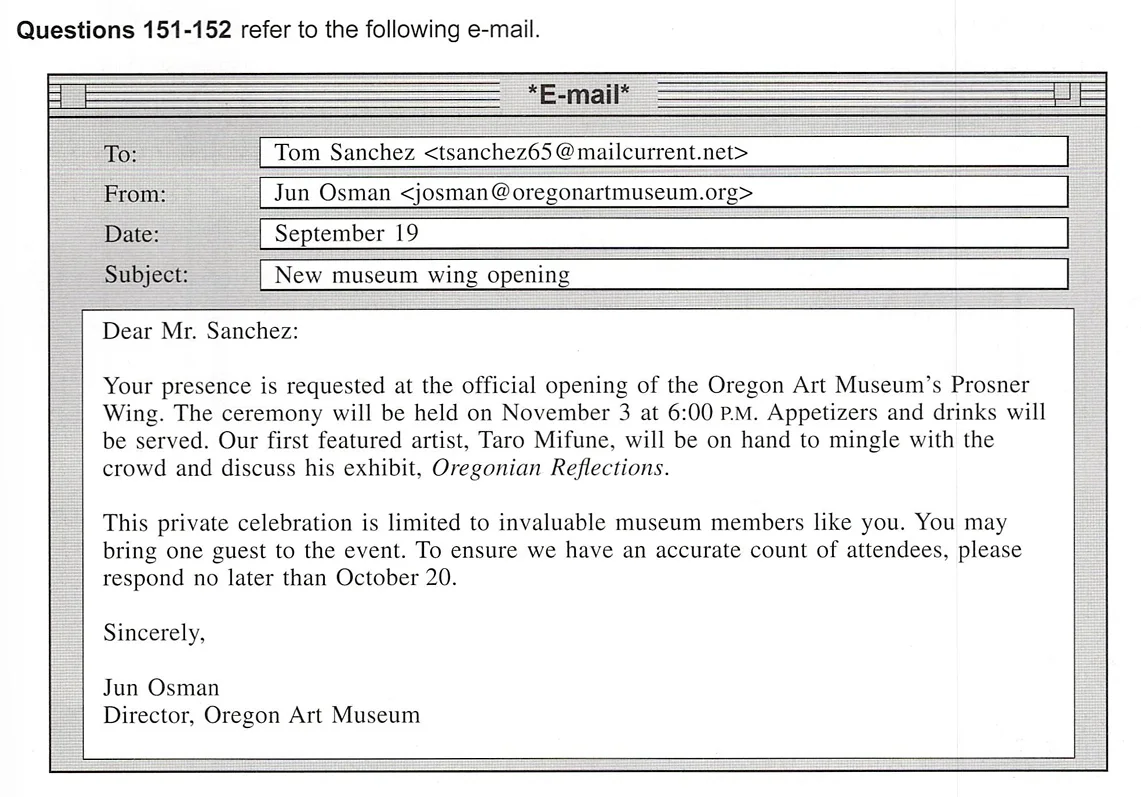 Questions 151-152 refer to the following e-mail.
*E-mail*
To: Tom Sanchez <tsanchez65@mailcurrent.net>
From: Jun Osman <josman@oregonartmuseum.org>
Date: September 19
Subject: New museum wing opening
Dear Mr. Sanchez:
Your presence is requested at the official opening of the Oregon Art Museum's Prosner
Wing. The ceremony will be held on November 3 at 6:00 P.M. Appetizers and drinks will
be served. Our first featured artist, Taro Mifune, will be on hand to mingle with the
crowd and discuss his exhibit, Oregonian Reflections.
This private celebration is limited to invaluable museum members like you. You may
bring one guest to the event. To ensure we have an accurate count of attendees, please
respond no later than October 20.
Sincerely,
Jun Osman
Director, Oregon Art Museum